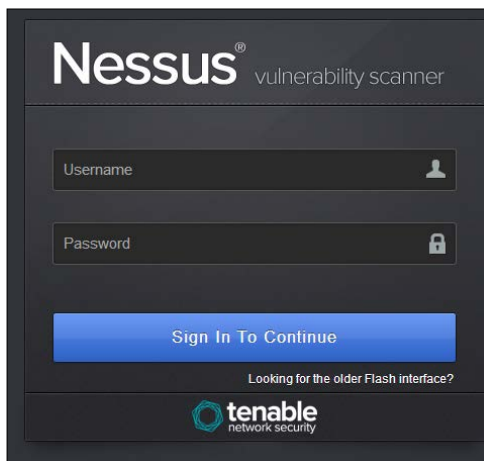 Nessus® vulnerability scanner
Username
Password
Sign In To Continue
Looking for the older Flash interface?
tenable
network security